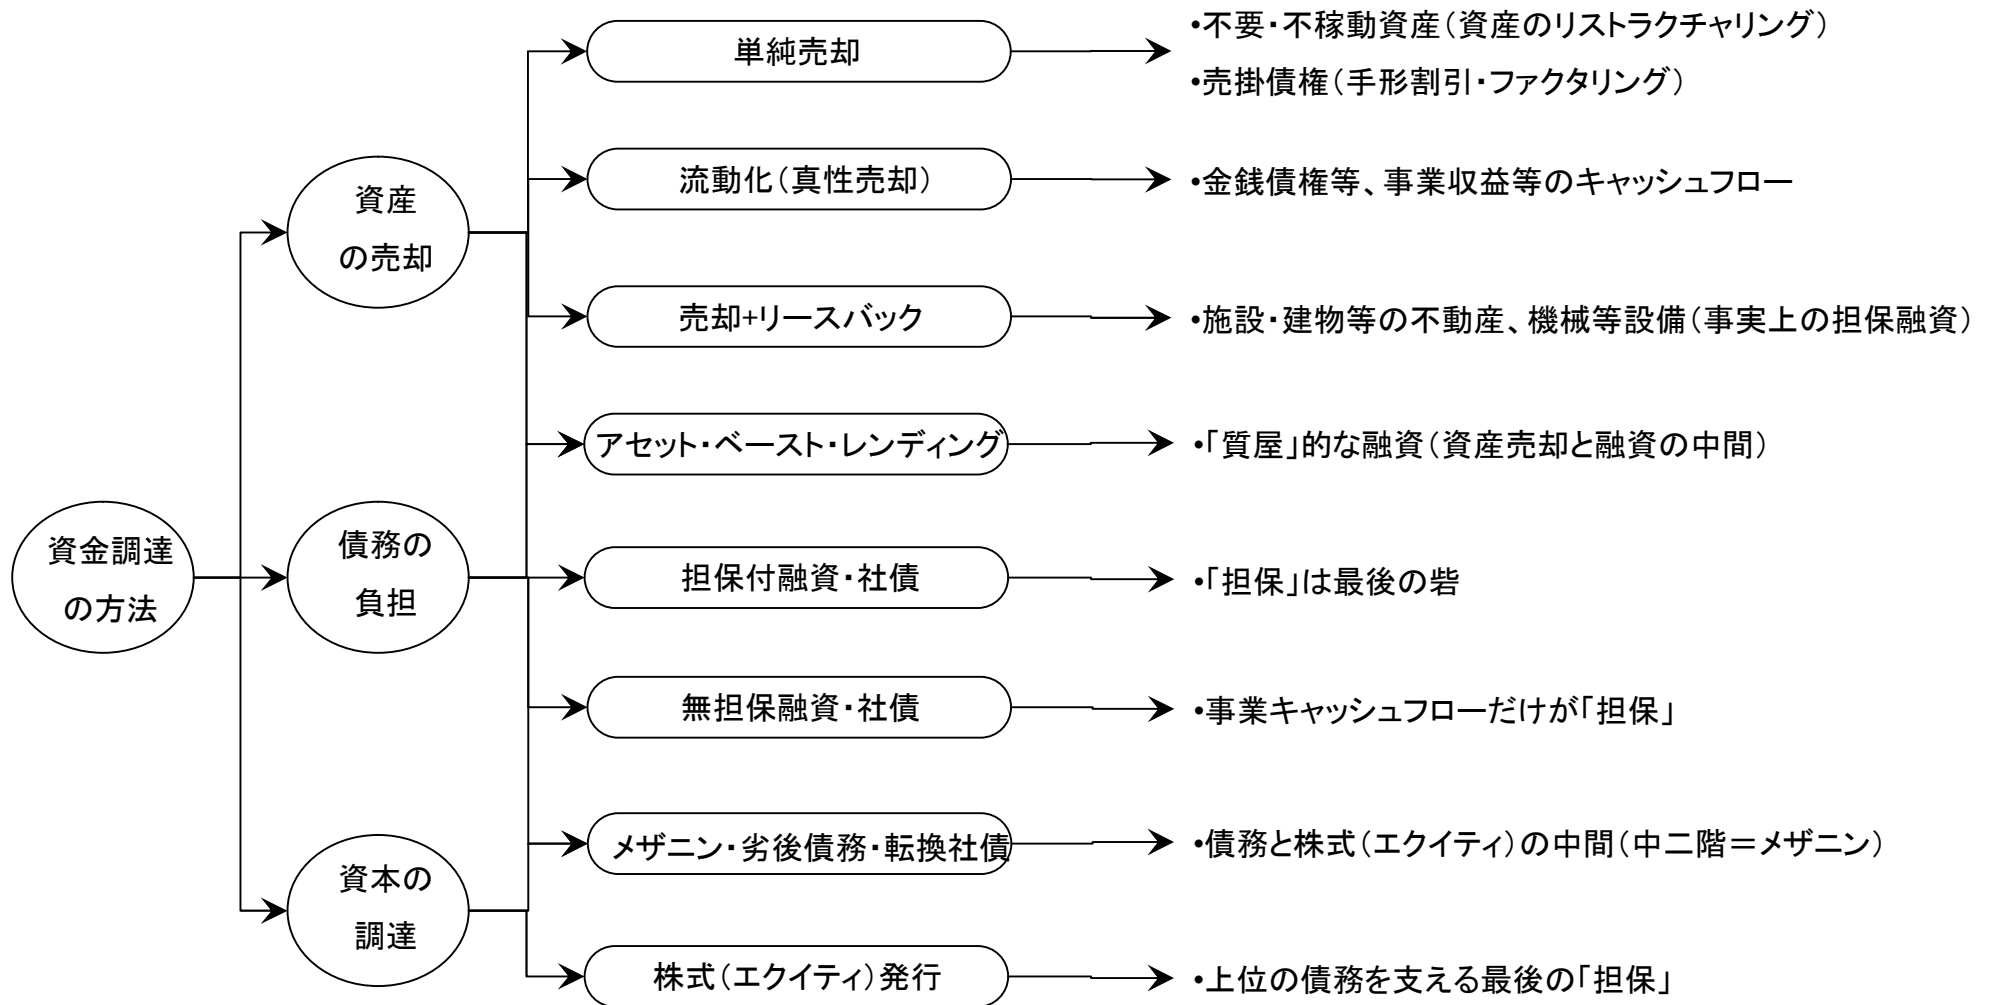 単純売却
•不要・不稼動資産（資産のリストラクチャリング）
•売掛債権（手形割引・ファクタリング）
流動化（真性売却）
•金銭債権等、事業収益等のキャッシュフロー
資産
の売却
売却+リースバック
•施設・建物等の不動産、機械等設備（事実上の担保融資）
アセット・ベースト・レンディング
•「質屋」的な融資（資産売却と融資の中間）
資金調達
の方法
債務の
負担
担保付融資・社債
•「担保」は最後の砦
無担保融資・社債
•事業キャッシュフローだけが「担保」
メザニン・劣後債務・転換社債
•債務と株式（エクイティ）の中間（中二階＝メザニン）
資本の
調達
株式（エクイティ）発行
•上位の債務を支える最後の「担保」